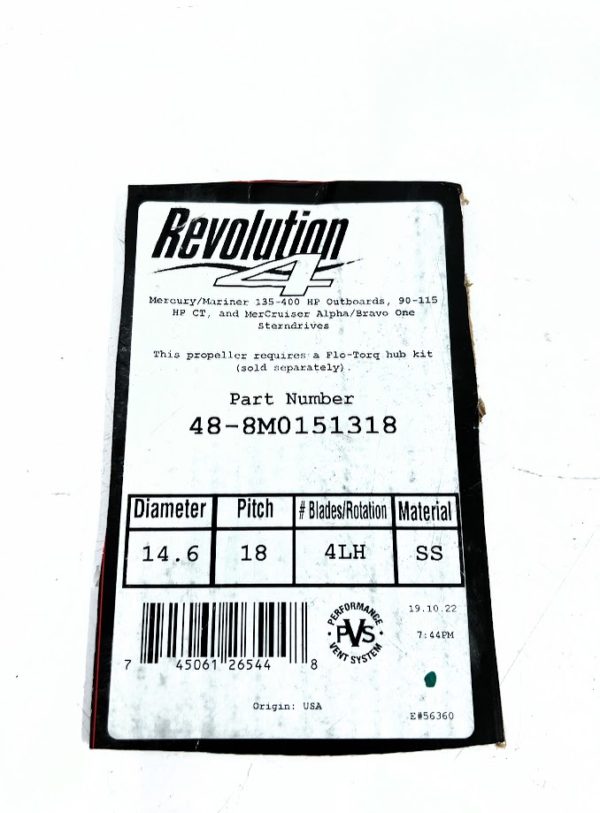 Revolution
4
Mercury/Mariner 135-400 HP Outboards, 90-115
HP CT, and MerCruiser Alpha/Bravo One
Sterndrives
This propeller requires a Flo-Torq hub kit
(sold separately).
Part Number
48-8M0151318
Diameter Pitch # Blades/Rotation Material
14.6 18 4LH SS
PERFORMANCE
PVS
VENT SYSTEM
19.10.22
7:44PM
7 45061 26544 8
Origin: USA
E#56360